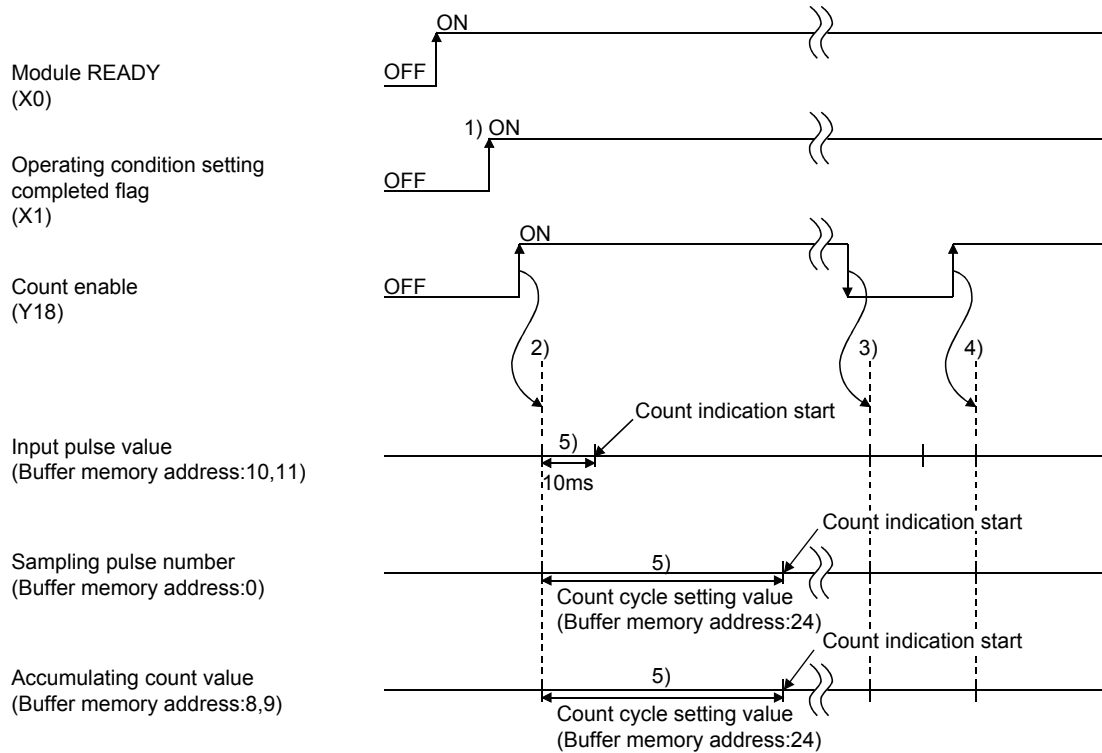 ON
Module READY
(X0)
OFF
1) ON
Operating condition setting
completed flag
(X1)
OFF
ON
Count enable
(Y18)
OFF
2)
3)
4)
Count indication start
Input pulse value
(Buffer memory address:10,11)
5)
10ms
Count indication start
Sampling pulse number
(Buffer memory address:0)
5)
Count cycle setting value
(Buffer memory address:24)
Count indication start
Accumulating count value
(Buffer memory address:8,9)
5)
Count cycle setting value
(Buffer memory address:24)